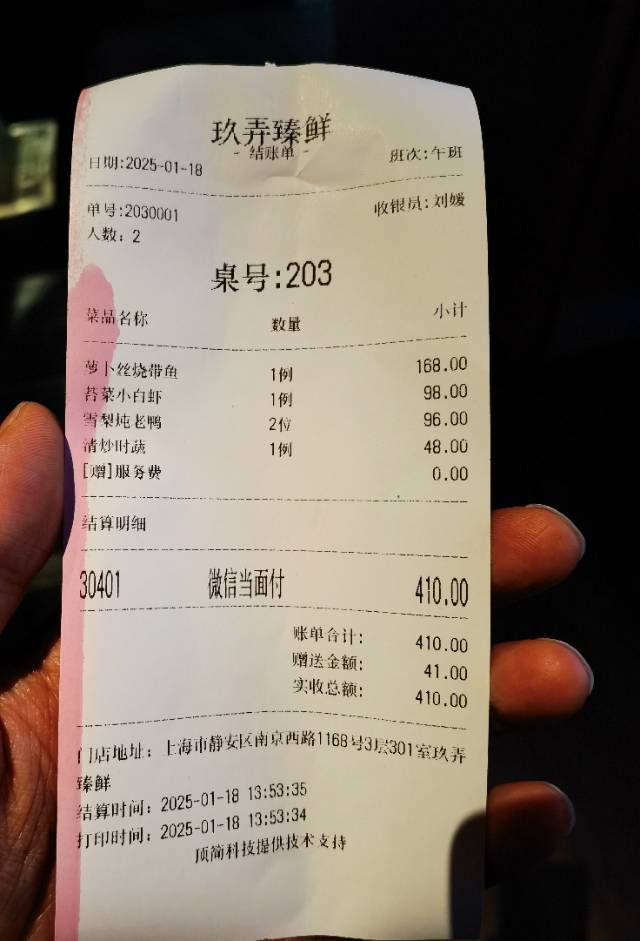 玖弄臻鲜
- 结账单 -
日期:2025-01-18 班次:午班
单号:2030001 收银员:刘媛
人数:2
桌号:203
菜品名称 数量 小计
萝卜丝烧带鱼 1例 168.00
苔菜小白虾 1例 98.00
雪梨炖老鸭 2位 96.00
清炒时蔬 1例 48.00
[赠]服务费 0.00
结算明细
30401 微信当面付 410.00
账单合计: 410.00
赠送金额: 41.00
实收总额: 410.00
门店地址:上海市静安区南京西路1168号3层301室玖弄
臻鲜
结算时间:2025-01-18 13:53:35
打印时间:2025-01-18 13:53:34
顶简科技提供技术支持